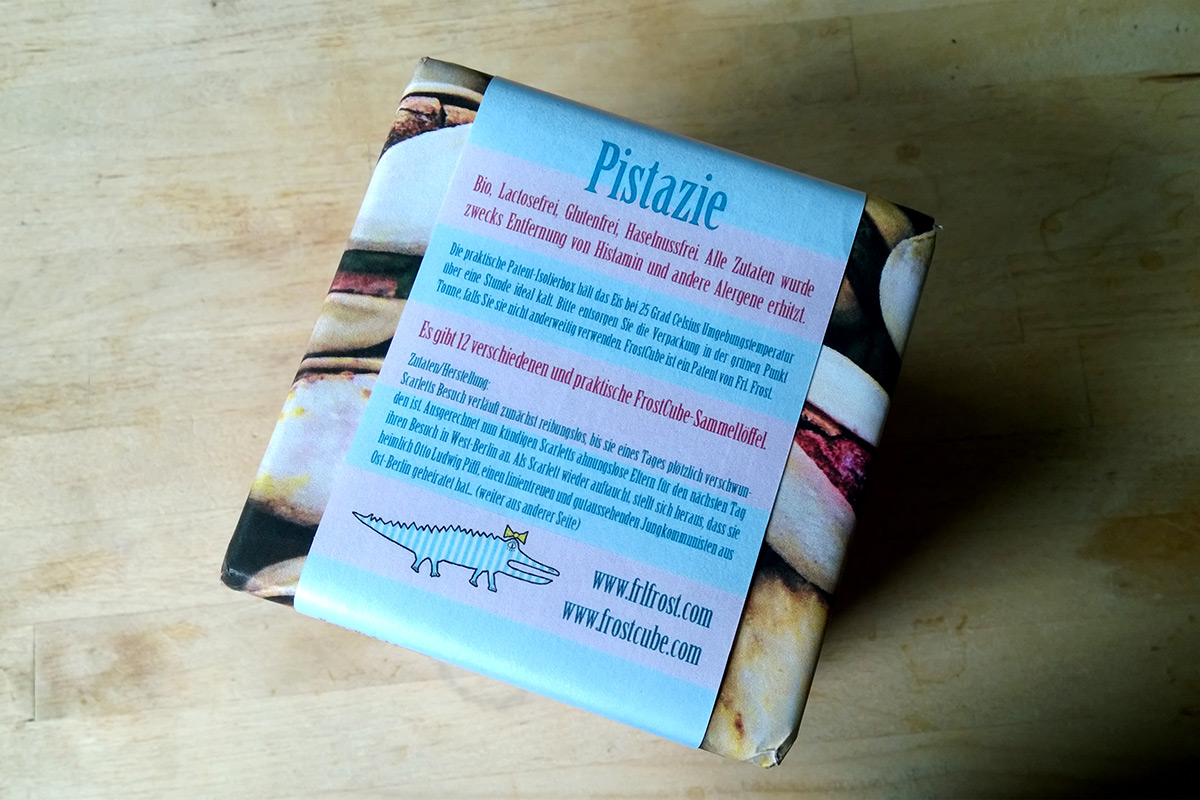 Pistazie
Bio, Lactosefrei, Glutenfrei, Haselnussfrei. Alle Zutaten wurde
zwecks Entfernung von Histamin und andere Alergene erhitzt.
Die praktische Patent-Isolierbox hält das Eis bei 25 Grad Celsius Umgebungstemperatur
über eine Stunde ideal kalt. Bitte entsorgen Sie die Verpackung in der grünen Punkt
Tonne, falls Sie sie nicht anderweitig verwenden. FrostCube ist ein Patent von Frl. Frost.
Es gibt 12 verschiedenen und praktische FrostCube-Sammellöffel.
Zutaten/Herstellung:
Scarletts Besuch verläuft zunächst reibungslos, bis sie eines Tages plötzlich verschwun-
den ist. Ausgerechnet nun kündigen Scarletts ahnungslose Eltern für den nächsten Tag
ihren Besuch in West-Berlin an. Als Scarlett wieder auftaucht, stellt sich heraus, dass sie
heimlich Otto Ludwig Piffl, einen linientreuen und gutaussehenden Jungkommunisten aus
Ost-Berlin geheiratet hat... (weiter aus anderer Seite)
www.frlfrost.com
www.frostcube.com